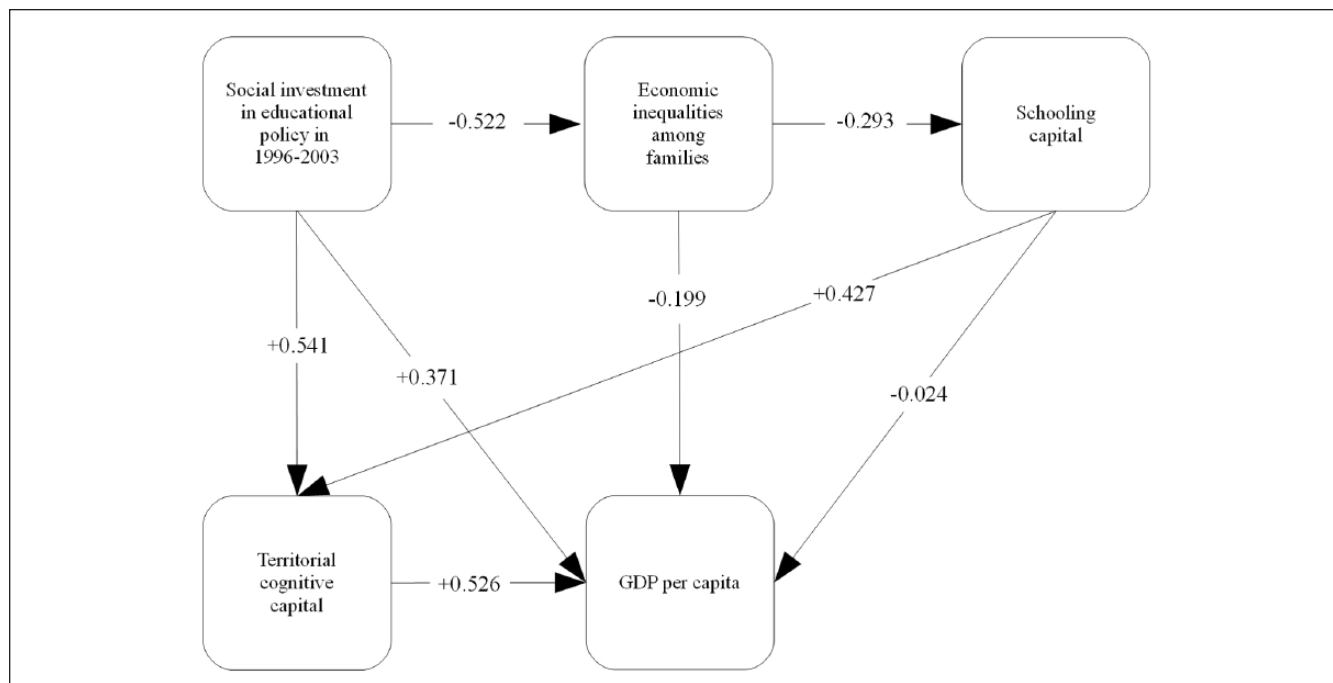 Social investment
in educational
policy in
1996-2003
-0.522
Economic
inequalities
among
families
-0.293
Schooling
capital
-0.199
+0.427
+0.541
+0.371
-0.024
Territorial
cognitive
capital
+0.526
GDP per capita